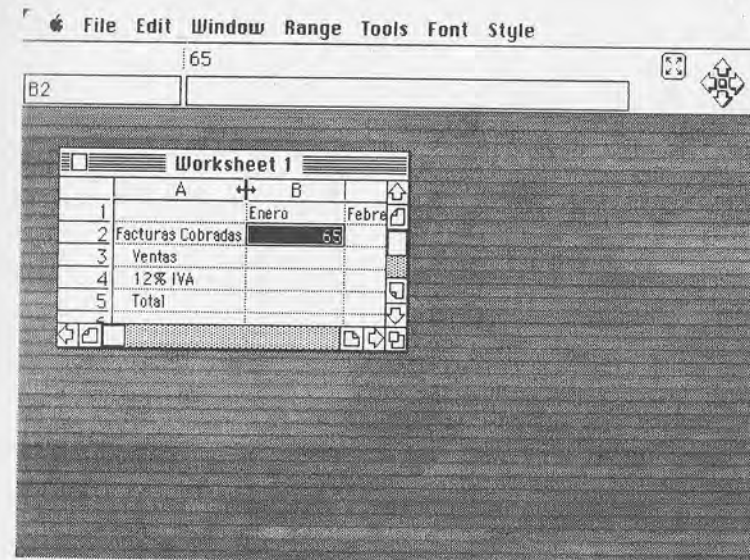 File Edit Window Range Tools Font Style
65
B2
Worksheet 1
A B
1 Enero Febre
2 Facturas Cobradas 65
3 Ventas
4 12% IVA
5 Total